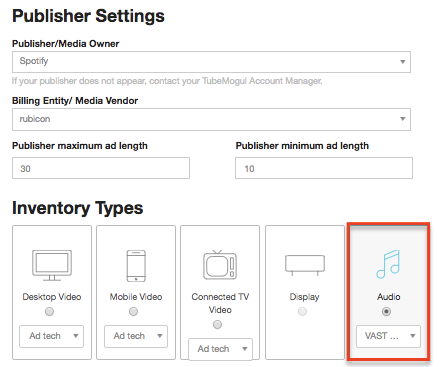 Publisher Settings
Publisher/Media Owner
Spotify
If your publisher does not appear, contact your TubeMogul Account Manager.
Billing Entity/ Media Vendor
rubicon
Publisher maximum ad length Publisher minimum ad length
30 10
Inventory Types
Desktop Video Mobile Video Connected TV Video Display Audio
Ad tech Ad tech Ad tech VAST ...